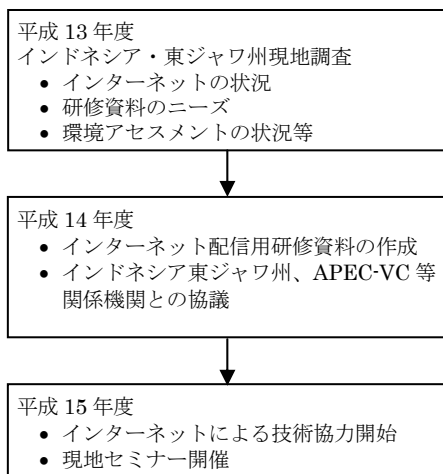 平成 13 年度
インドネシア・東ジャワ州現地調査
• インターネットの状況
• 研修資料のニーズ
• 環境アセスメントの状況等
平成 14 年度
• インターネット配信用研修資料の作成
• インドネシア東ジャワ州、APEC-VC 等
関係機関との協議
平成 15 年度
• インターネットによる技術協力開始
• 現地セミナー開催